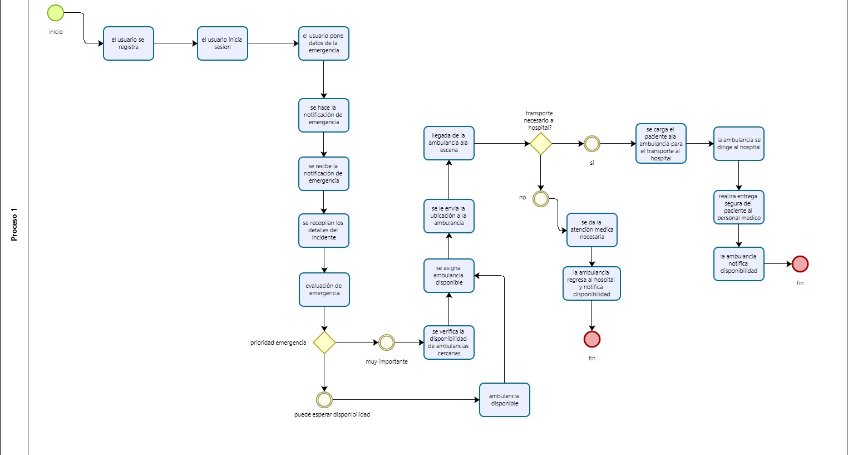 Proceso 1
inicio
el usuario se
registra
el usuario inicia
sesion
el usuario pone
datos de la
emergencia
se hace la
notificación de
emergencia
se recibe la
notificación de
emergencia
se recopilan los
detalles del
incidente
evaluación de
emergencia
prioridad emergencia
muy importante
puede esperar disponibilidad
ambulancia
disponible
se verifica la
disponibilidad
de ambulancias
cercanas
se asigna
ambulancia
disponible
se le envía la
ubicación a la
ambulancia
llegada de la
ambulancia ala
escena
transporte
necesario a
hospital?
si
no
se da la
atención medica
necesaria
la ambulancia
regresa al hospital
y notifica
disponibilidad
fin
se carga el
paciente ala
ambulancia para
el transporte al
hospital
la ambulancia se
dirige al hospital
realiza entrega
segura del
paciente al
personal medico
la ambulancia
notifica
disponibilidad
fin